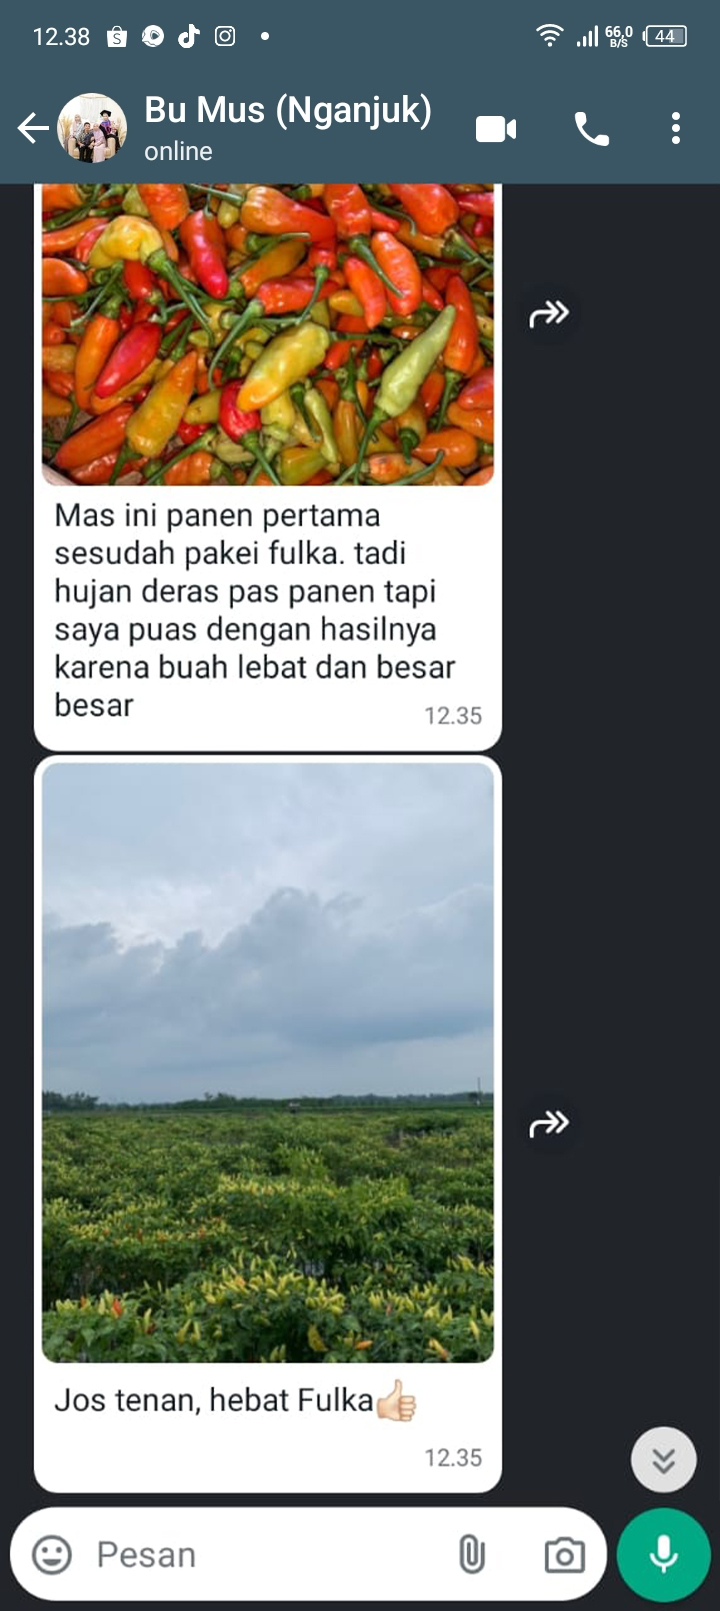 12.38
66,0
B/S
44
Bu Mus (Nganjuk)
online
Mas ini panen pertama
sesudah pakei fulka. tadi
hujan deras pas panen tapi
saya puas dengan hasilnya
karena buah lebat dan besar
besar
12.35
Jos tenan, hebat Fulka👍🏻
12.35
Pesan